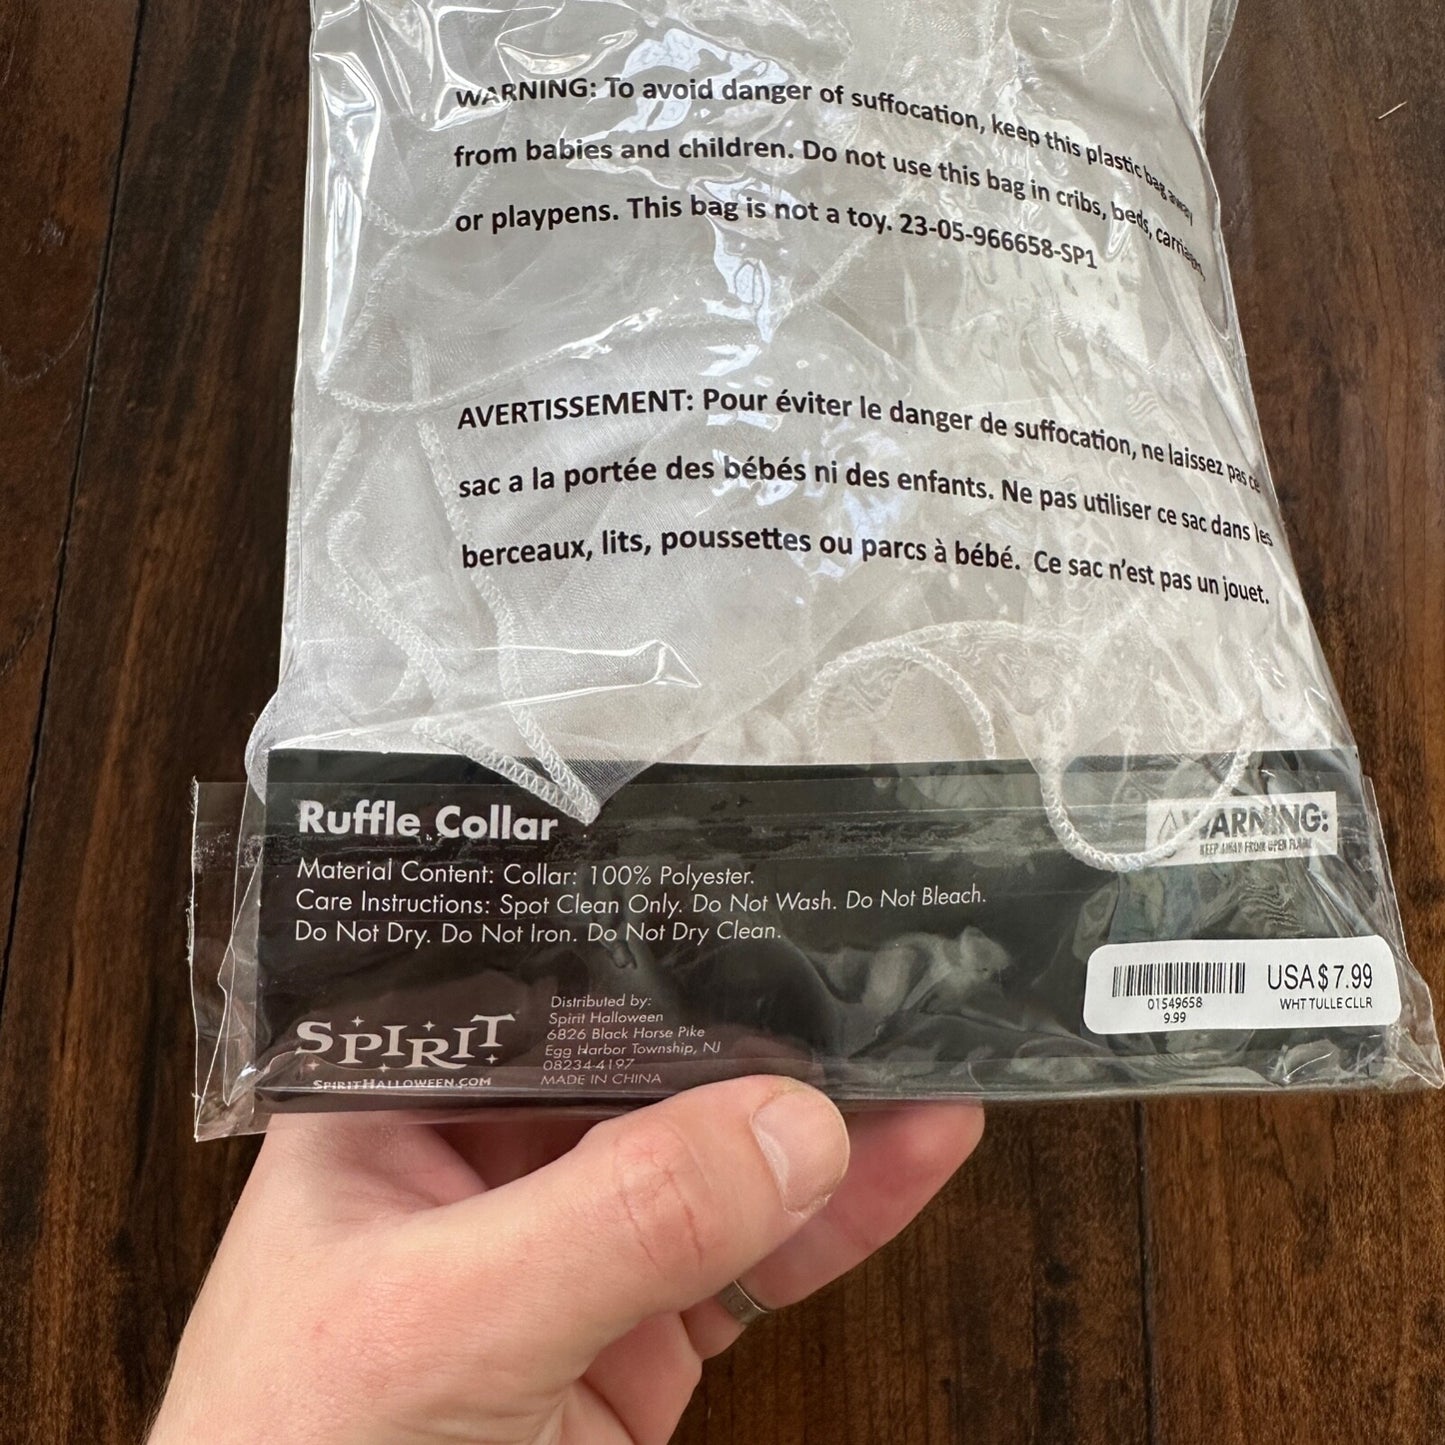 WARNING: To avoid danger of suffocation, keep this plastic bag away
from babies and children. Do not use this bag in cribs, beds, carriages,
or playpens. This bag is not a toy. 23-05-966658-SP1
AVERTISSEMENT: Pour éviter le danger de suffocation, ne laissez pas ce
sac a la portée des bébés ni des enfants. Ne pas utiliser ce sac dans les
berceaux, lits, poussettes ou parcs à bébé. Ce sac n'est pas un jouet.
Ruffle Collar
Material Content: Collar: 100% Polyester.
Care Instructions: Spot Clean Only. Do Not Wash. Do Not Bleach.
Do Not Dry. Do Not Iron. Do Not Dry Clean.
WARNING:
KEEP AWAY FROM OPEN FLAME
SPIRIT
SPIRITHALLOWEEN.COM
Distributed by:
Spirit Halloween
6826 Black Horse Pike
Egg Harbor Township, NJ
08234-4197
MADE IN CHINA
USA$7.99
01549658
WHT TULLE CLLR
9.99